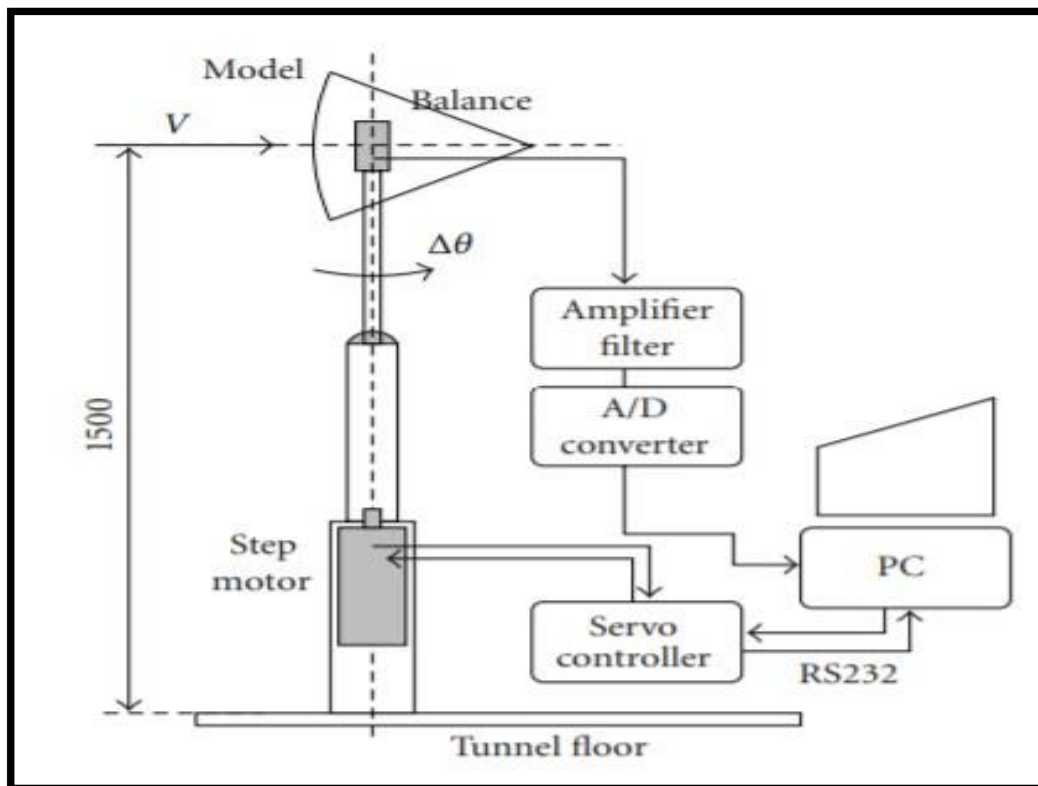 Model
Balance
V
Δθ
Amplifier
filter
A/D
converter
1500
Step
motor
PC
Servo
controller
RS232
Tunnel floor